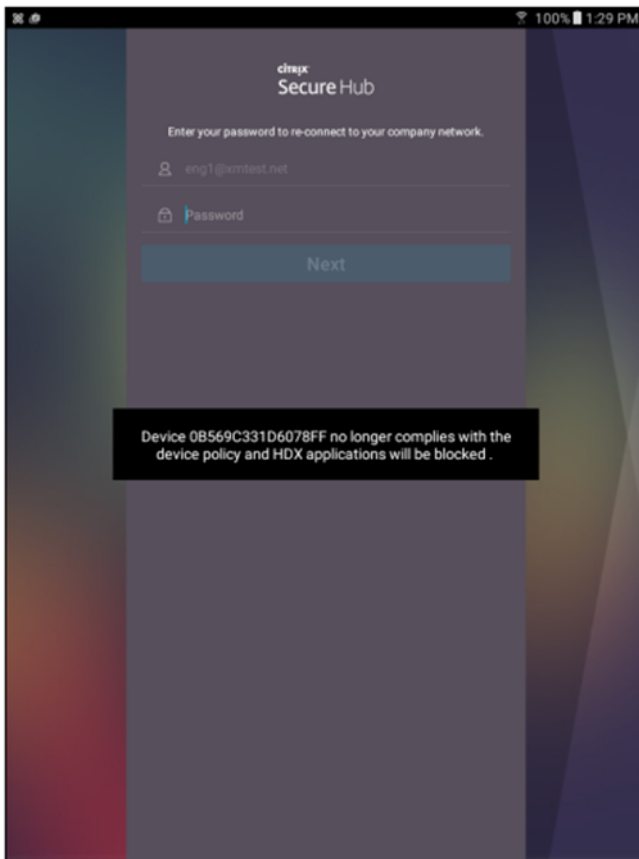 100% 1:29 PM
citrix
Secure Hub
Enter your password to re-connect to your company network.
eng1@xmtest.net
Password
Next
Device 0B569C331D6078FF no longer complies with the
device policy and HDX applications will be blocked .